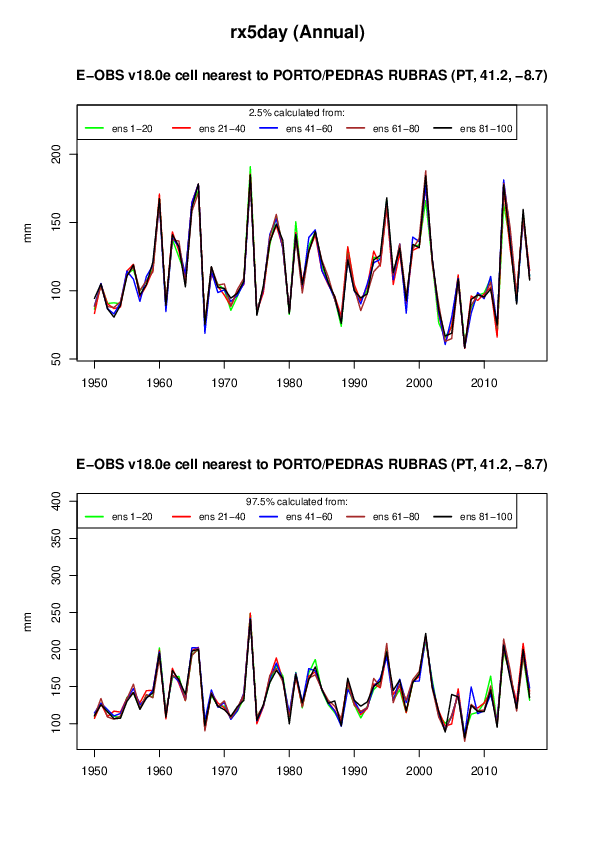 rx5day (Annual)
E−OBS v18.0e cell nearest to PORTO/PEDRAS RUBRAS (PT, 41.2, −8.7)
2.5% calculated from:
ens 1−20 ens 21−40 ens 41−60 ens 61−80 ens 81−100
200
150
100
50
mm
1950 1960 1970 1980 1990 2000 2010
E−OBS v18.0e cell nearest to PORTO/PEDRAS RUBRAS (PT, 41.2, −8.7)
97.5% calculated from:
ens 1−20 ens 21−40 ens 41−60 ens 61−80 ens 81−100
400
350
300
250
200
150
100
mm
1950 1960 1970 1980 1990 2000 2010